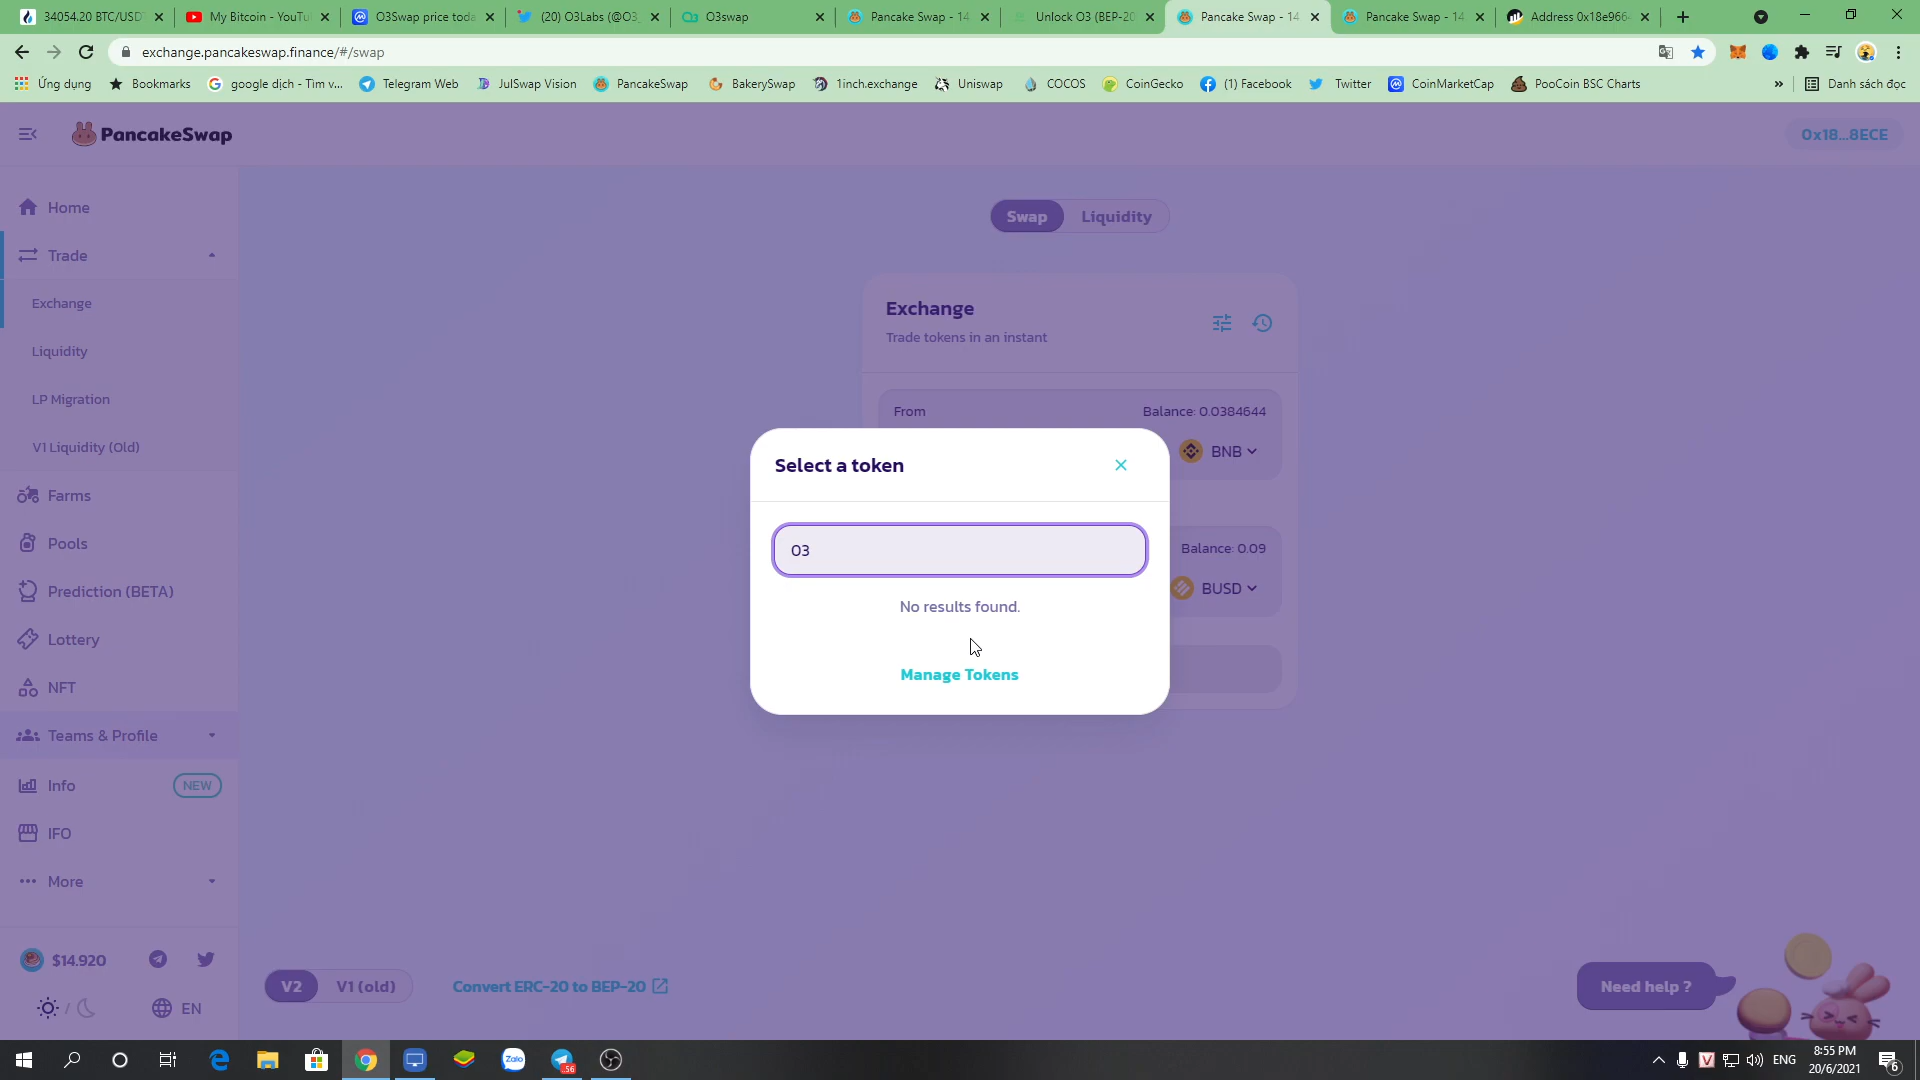 34054.20 BTC/USDT
My Bitcoin - YouTu
O3Swap price toda
(20) O3Labs (@O3_
O3swap
Pancake Swap - 14
Unlock O3 (BEP-20
Pancake Swap - 14
Pancake Swap - 14
Address 0x18e966
exchange.pancakeswap.finance/#/swap
Ứng dụng
Bookmarks
google dịch - Tìm v...
Telegram Web
JulSwap Vision
PancakeSwap
BakerySwap
1inch.exchange
Uniswap
COCOS
CoinGecko
(1) Facebook
Twitter
CoinMarketCap
PooCoin BSC Charts
»
Danh sách đọc
PancakeSwap
0x18...8ECE
Home
Trade
Exchange
Liquidity
LP Migration
V1 Liquidity (Old)
Farms
Pools
Prediction (BETA)
Lottery
NFT
Teams & Profile
Info
NEW
IFO
More
$14.920
/
EN
Swap
Liquidity
Exchange
Trade tokens in an instant
From
Balance: 0.0384644
BNB
Balance: 0.09
BUSD
Select a token
O3
No results found.
Manage Tokens
V2
V1 (old)
Convert ERC-20 to BEP-20
Need help ?
Zalo
56
V
ENG
8:55 PM
20/6/2021
6